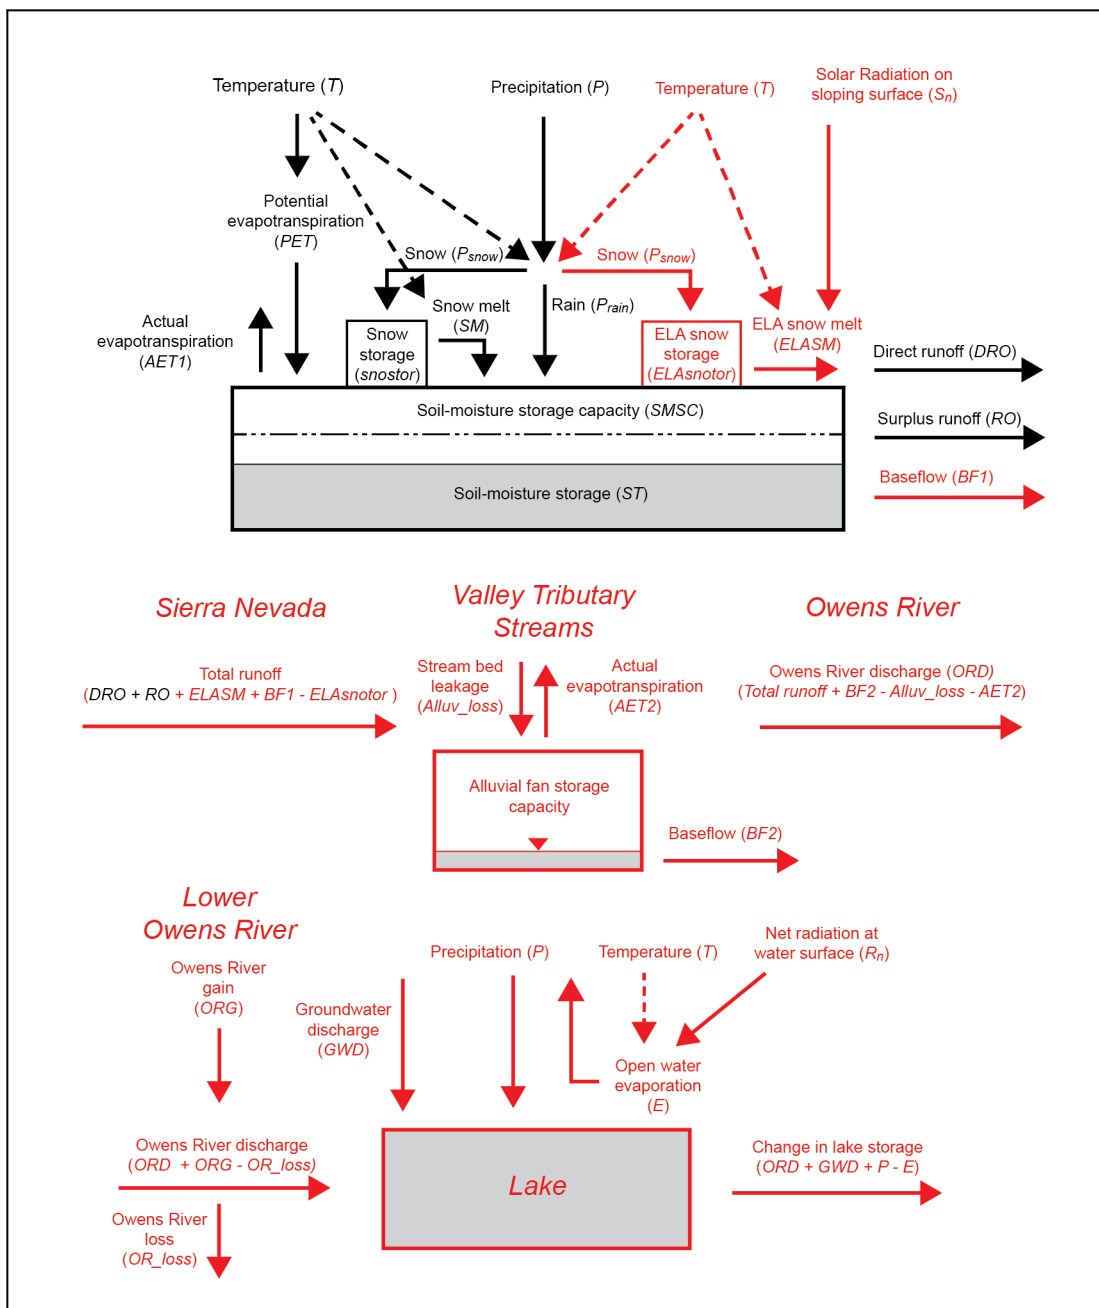 Temperature (T)
Precipitation (P)
Temperature (T)
Solar Radiation on
sloping surface (Sn)
Potential
evapotranspiration
(PET)
Snow (Psnow)
Snow (Psnow)
Actual
evapotranspiration
(AET1)
Snow melt
(SM)
Rain (Prain)
Snow
storage
(snostor)
ELA snow
storage
(ELAsnotor)
ELA snow melt
(ELASM)
Direct runoff (DRO)
Soil-moisture storage capacity (SMSC)
Surplus runoff (RO)
Soil-moisture storage (ST)
Baseflow (BF1)
Sierra Nevada
Valley Tributary
Streams
Owens River
Total runoff
(DRO + RO + ELASM + BF1 - ELAsnotor )
Stream bed
leakage
(Alluv_loss)
Actual
evapotranspiration
(AET2)
Owens River discharge (ORD)
(Total runoff + BF2 - Alluv_loss - AET2)
Alluvial fan storage
capacity
Baseflow (BF2)
Lower
Owens River
Owens River
gain
(ORG)
Groundwater
discharge
(GWD)
Precipitation (P)
Temperature (T)
Net radiation at
water surface (Rn)
Open water
evaporation
(E)
Owens River discharge
(ORD + ORG - OR_loss)
Lake
Change in lake storage
(ORD + GWD + P - E)
Owens River
loss
(OR_loss)